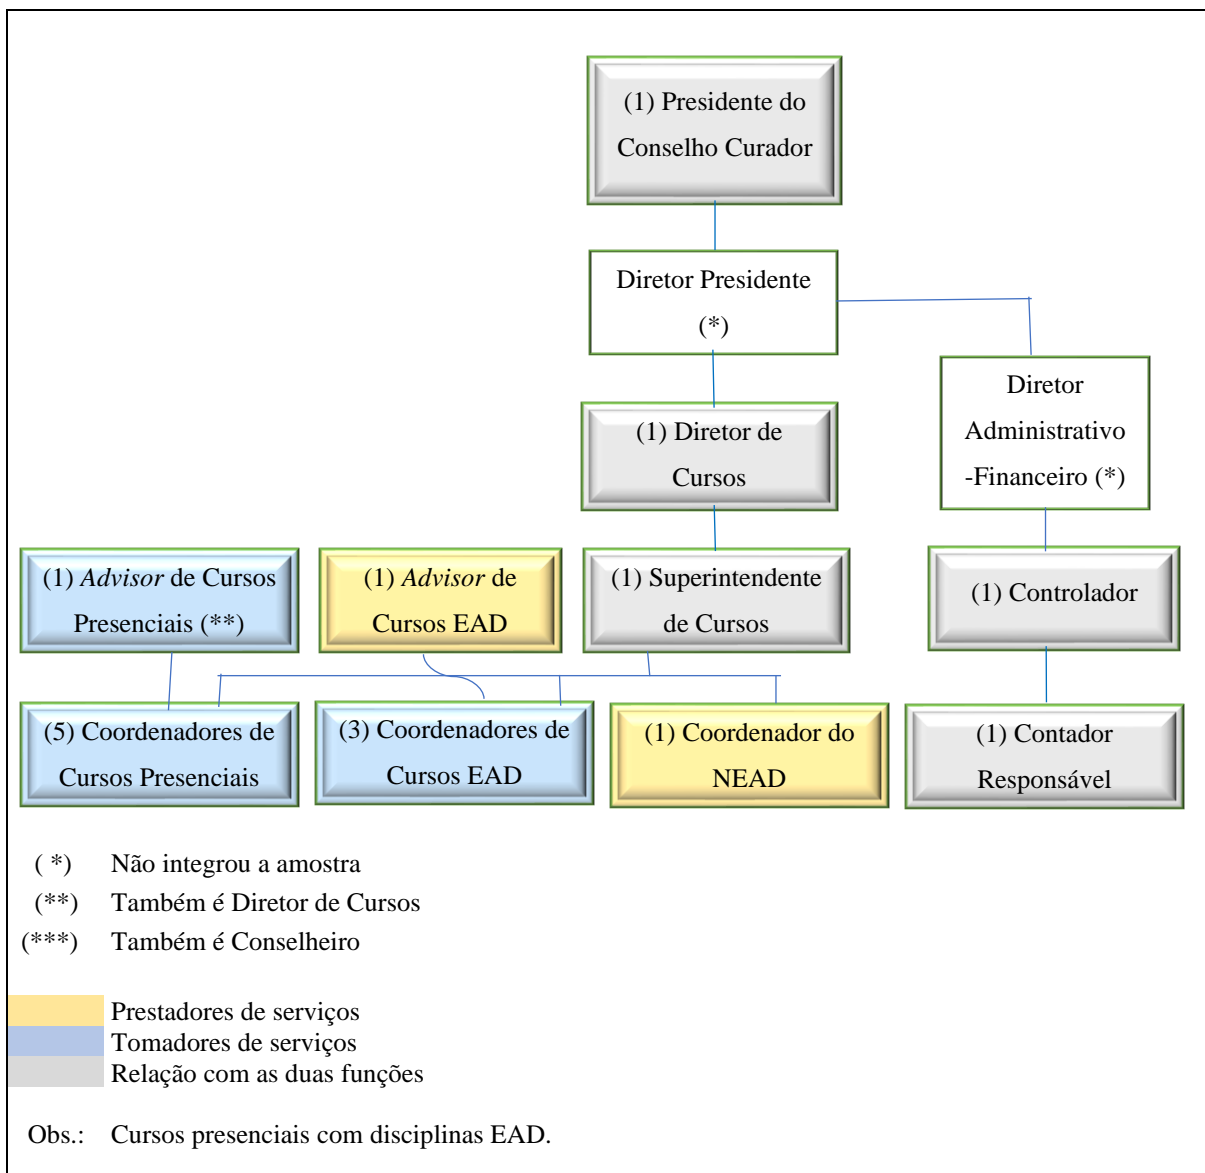 (1) Presidente do
Conselho Curador
Diretor Presidente
(*)
Diretor
Administrativo
-Financeiro (*)
(1) Diretor de
Cursos
(1) Advisor de Cursos
Presenciais (**)
(1) Advisor de
Cursos EAD
(1) Superintendente
de Cursos
(1) Controlador
(5) Coordenadores de
Cursos Presenciais
(3) Coordenadores de
Cursos EAD
(1) Coordenador do
NEAD
(1) Contador
Responsável
( *) Não integrou a amostra
(**) Também é Diretor de Cursos
(***) Também é Conselheiro
Prestadores de serviços
Tomadores de serviços
Relação com as duas funções
Obs.: Cursos presenciais com disciplinas EAD.